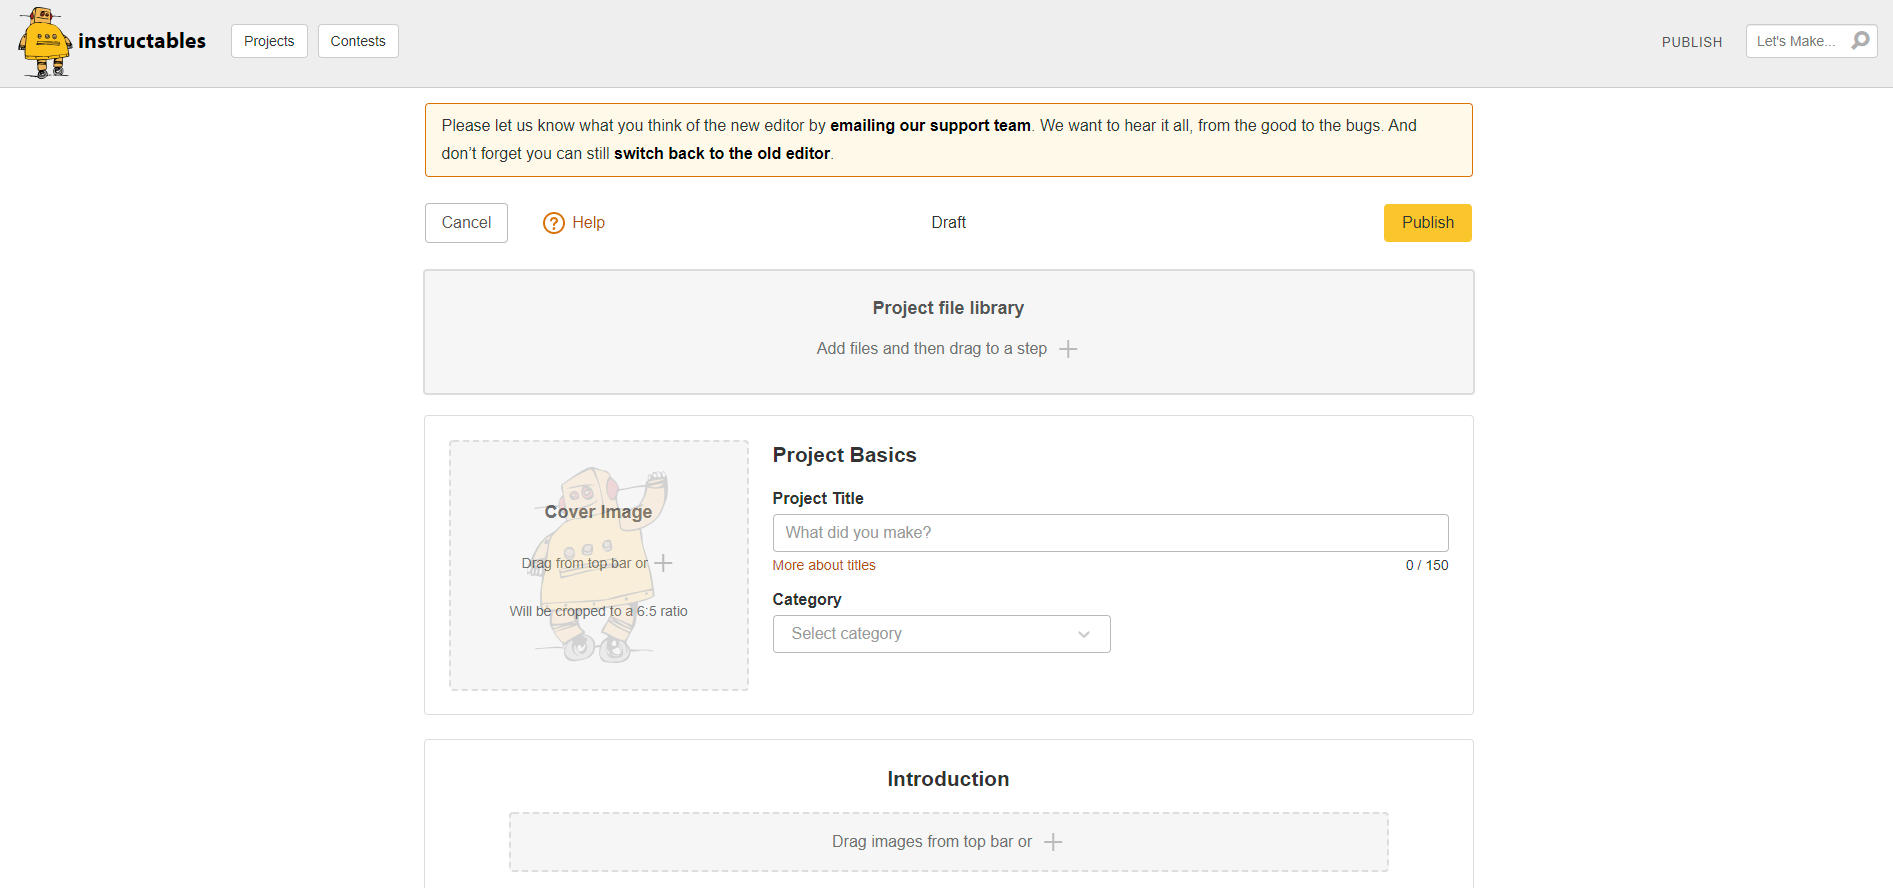 instructables
Projects
Contests
PUBLISH
Let's Make...
Please let us know what you think of the new editor by emailing our support team. We want to hear it all, from the good to the bugs. And
don’t forget you can still switch back to the old editor.
Cancel
? Help
Draft
Publish
Project file library
Add files and then drag to a step
Cover Image
Drag from top bar or
Will be cropped to a 6:5 ratio
Project Basics
Project Title
What did you make?
More about titles
0 / 150
Category
Select category
Introduction
Drag images from top bar or